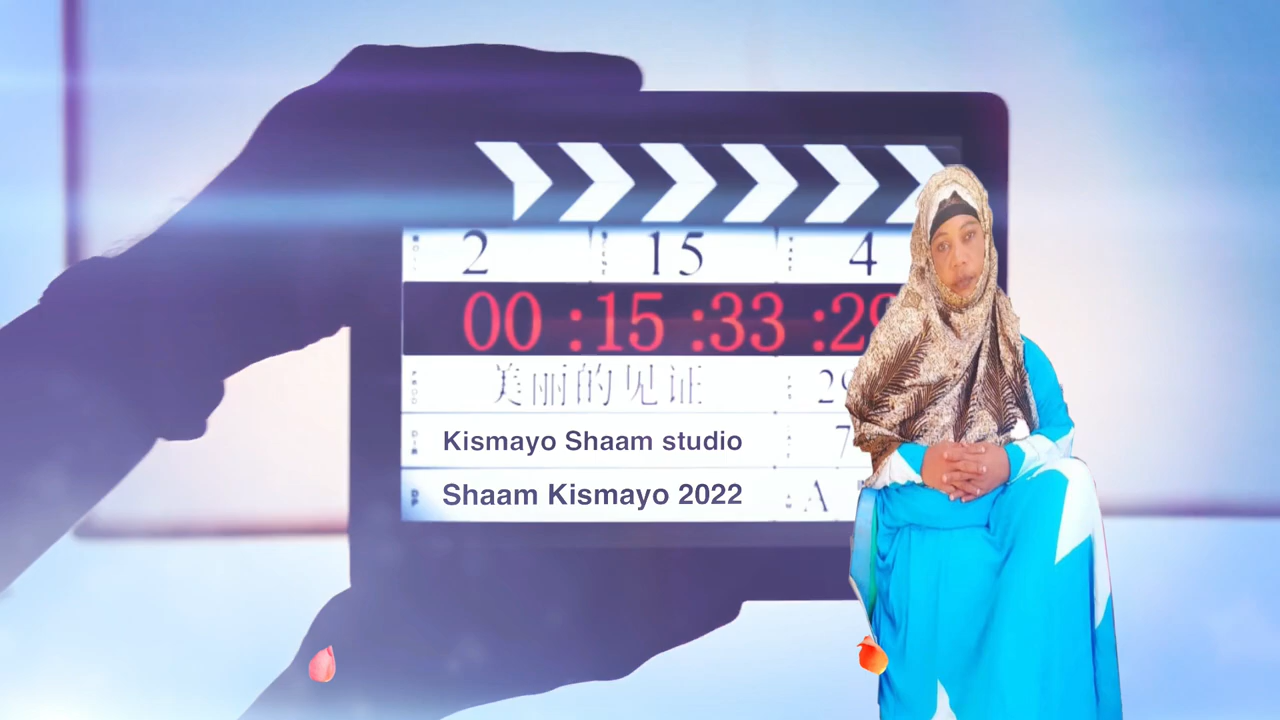 2 15 4
00 :15 :33 :29
美丽的见证 29
Kismayo Shaam studio 7
Shaam Kismayo 2022 A